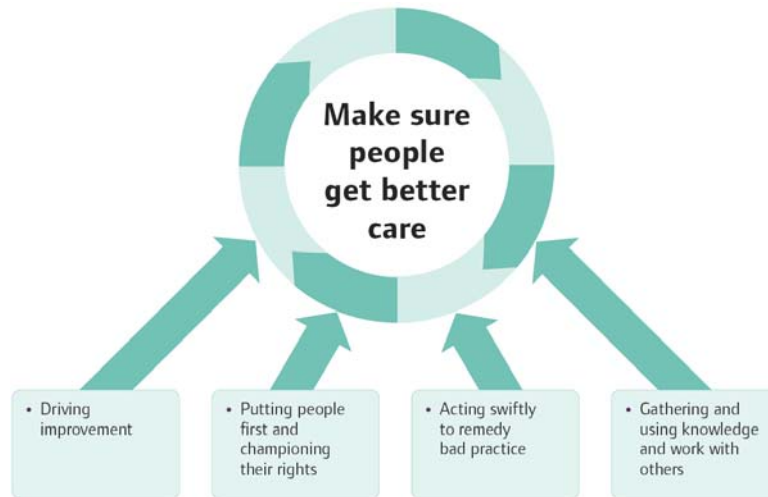 Make sure
people
get better
care
• Driving
improvement
• Putting people
first and
championing
their rights
• Acting swiftly
to remedy
bad practice
• Gathering and
using knowledge
and work with
others